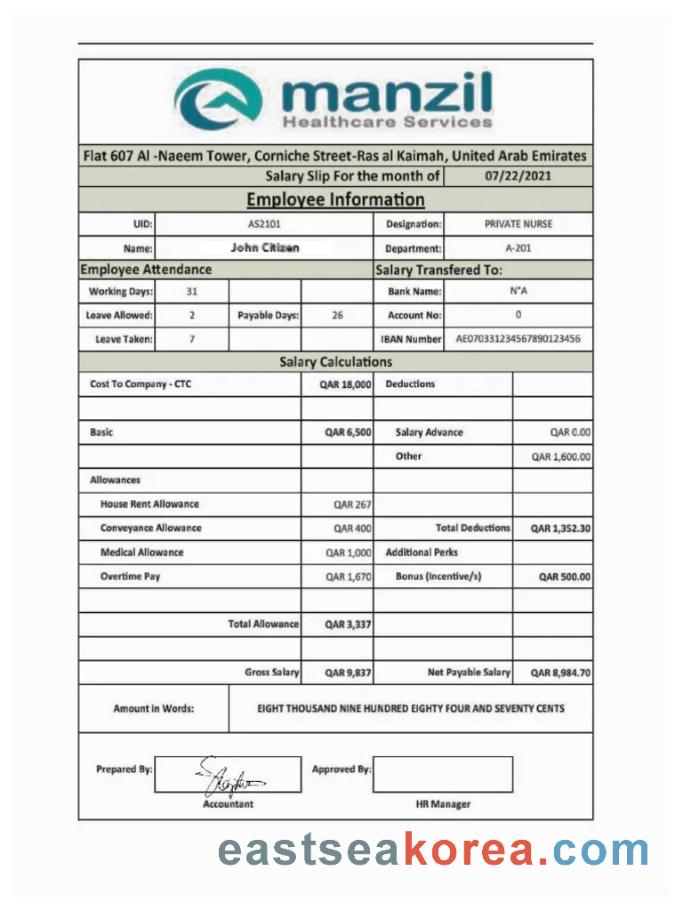 manzil
Healthcare Services
Flat 607 Al -Naeem Tower, Corniche Street-Ras al Kaimah, United Arab Emirates
Salary Slip For the month of 07/22/2021
Employee Information
UID: AS2101 Designation: PRIVATE NURSE
Name: John Citizen Department: A-201
Employee Attendance Salary Transfered To:
Working Days: 31 Bank Name: N"A
Leave Allowed: 2 Payable Days: 26 Account No: 0
Leave Taken: 7 IBAN Number AE070331234567890123456
Salary Calculations
Cost To Company - CTC QAR 18,000 Deductions
Basic QAR 6,500 Salary Advance QAR 0.00
Other QAR 1,600.00
Allowances
House Rent Allowance QAR 267
Conveyance Allowance QAR 400 Total Deductions QAR 1,352.30
Medical Allowance QAR 1,000 Additional Perks
Overtime Pay QAR 1,670 Bonus (Incentive/s) QAR 500.00
Total Allowance QAR 3,337
Gross Salary QAR 9,837 Net Payable Salary QAR 8,984.70
Amount in Words: EIGHT THOUSAND NINE HUNDRED EIGHTY FOUR AND SEVENTY CENTS
Prepared By: Approved By:
Accountant HR Manager
eastseakorea.com